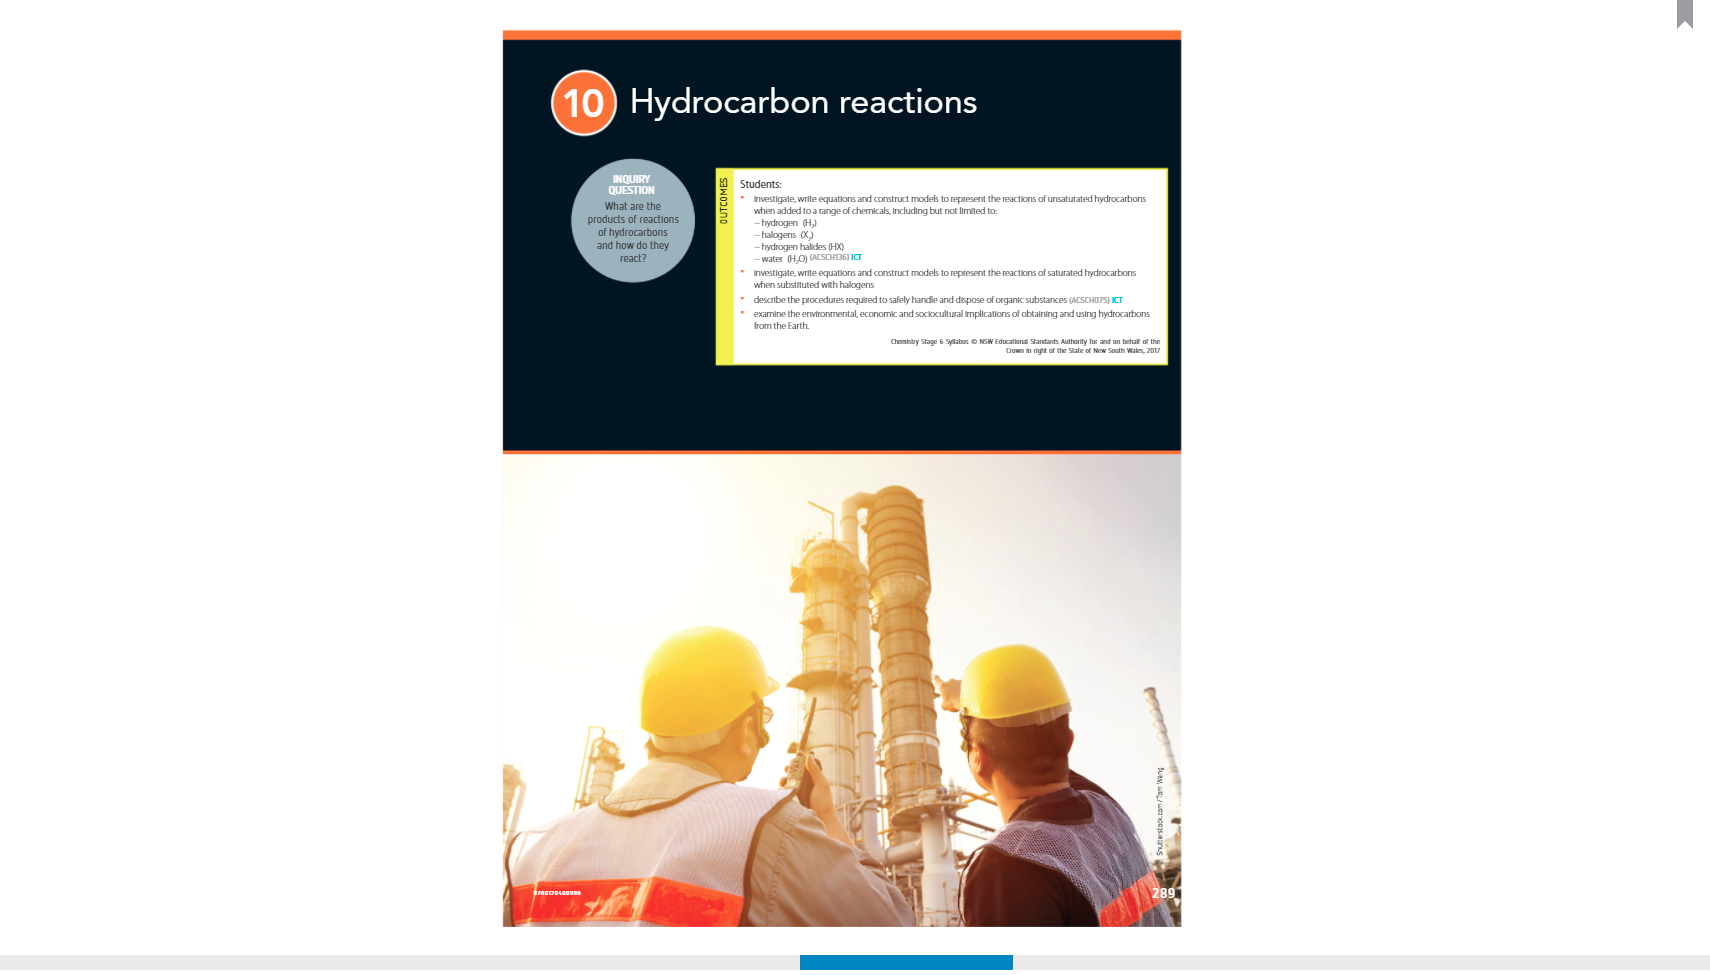 10 Hydrocarbon reactions
INQUIRY
QUESTION
What are the
products of reactions
of hydrocarbons
and how do they
react?
OUTCOMES
Students:
• investigate, write equations and construct models to represent the reactions of unsaturated hydrocarbons
when added to a range of chemicals, including but not limited to:
– hydrogen (H₂)
– halogens (X₂)
– hydrogen halides (HX)
– water (H₂O) (ACSCH136) ICT
• investigate, write equations and construct models to represent the reactions of saturated hydrocarbons
when substituted with halogens
• describe the procedures required to safely handle and dispose of organic substances (ACSCH075) ICT
• examine the environmental, economic and sociocultural implications of obtaining and using hydrocarbons
from the Earth.
Chemistry Stage 6 Syllabus © NSW Educational Standards Authority for and on behalf of the
Crown in right of the State of New South Wales, 2017
Shutterstock.com/Tom Wang
9780170408998
289